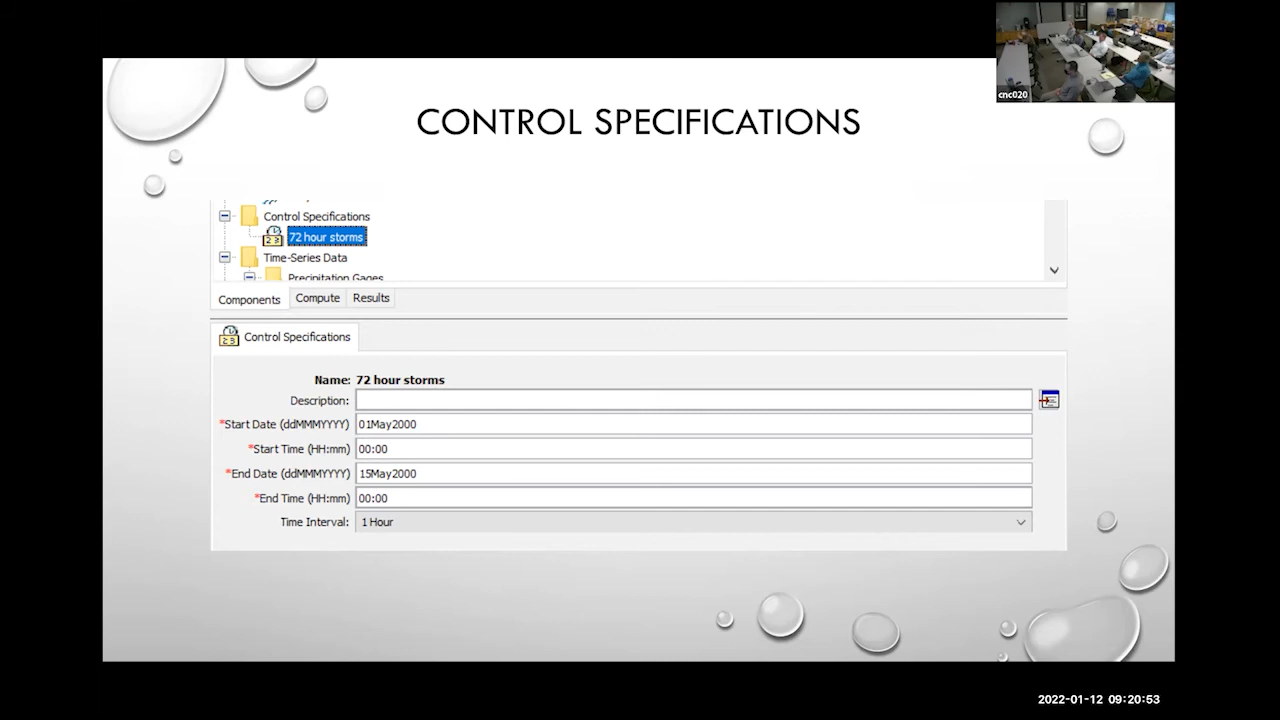 cnc020
CONTROL SPECIFICATIONS
Control Specifications
72 hour storms
Time-Series Data
Precipitation Gages
Components Compute Results
Control Specifications
Name: 72 hour storms
Description:
*Start Date (ddMMMYYYY) 01May2000
*Start Time (HH:mm) 00:00
*End Date (ddMMMYYYY) 15May2000
*End Time (HH:mm) 00:00
Time Interval: 1 Hour
2022-01-12 09:20:53